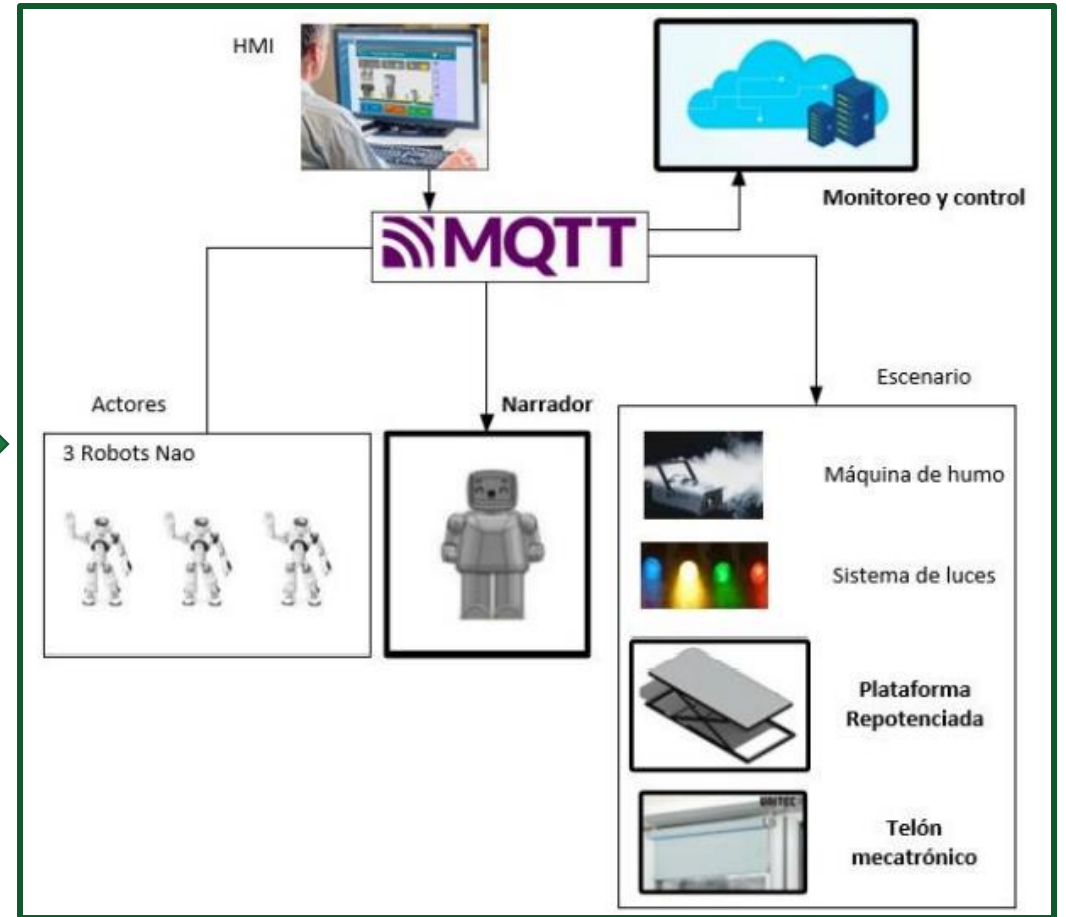 HMI
Monitoreo y control
MQTT
Actores
3 Robots Nao
Narrador
Escenario
Máquina de humo
Sistema de luces
Plataforma
Repotenciada
Telón
mecatrónico
UNITEC